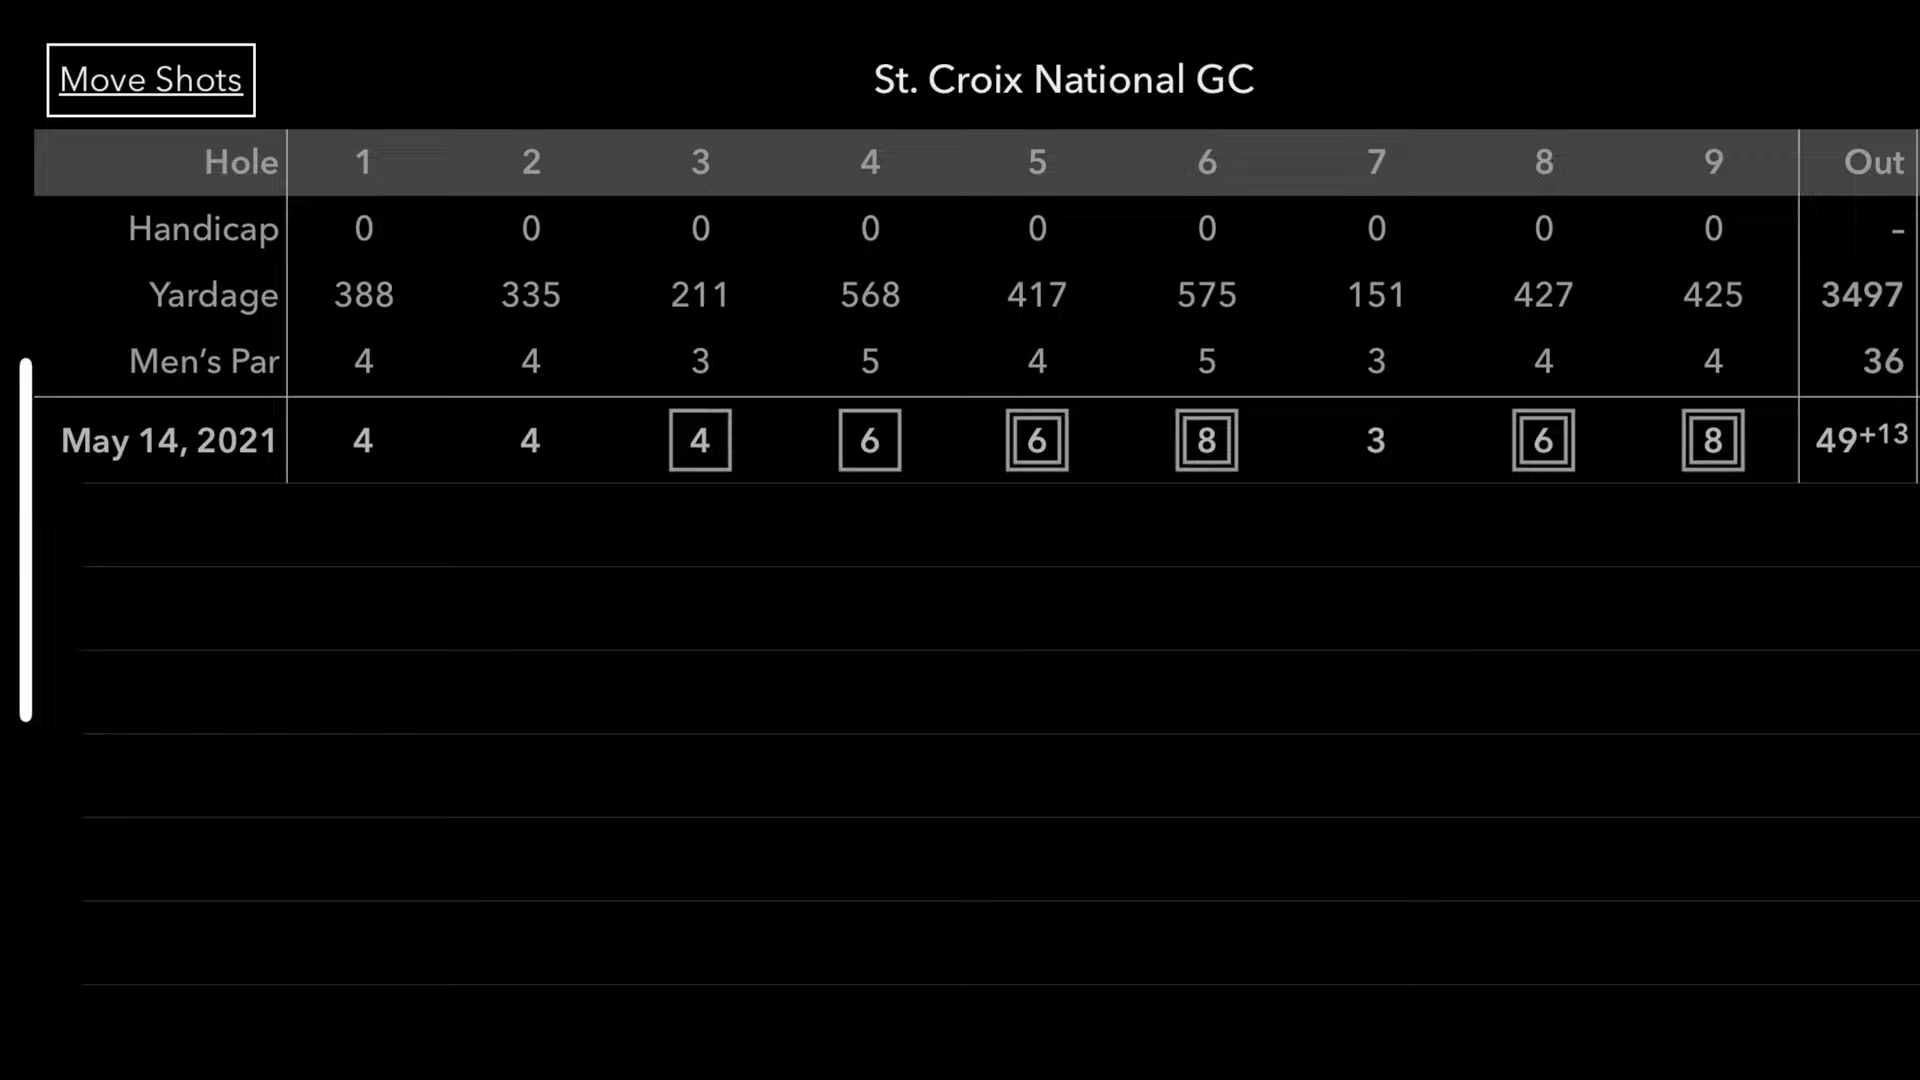 Move Shots
St. Croix National GC
Hole 1 2 3 4 5 6 7 8 9 Out
Handicap 0 0 0 0 0 0 0 0 0 -
Yardage 388 335 211 568 417 575 151 427 425 3497
Men’s Par 4 4 3 5 4 5 3 4 4 36
May 14, 2021 4 4 4 6 6 8 3 6 8 49+13